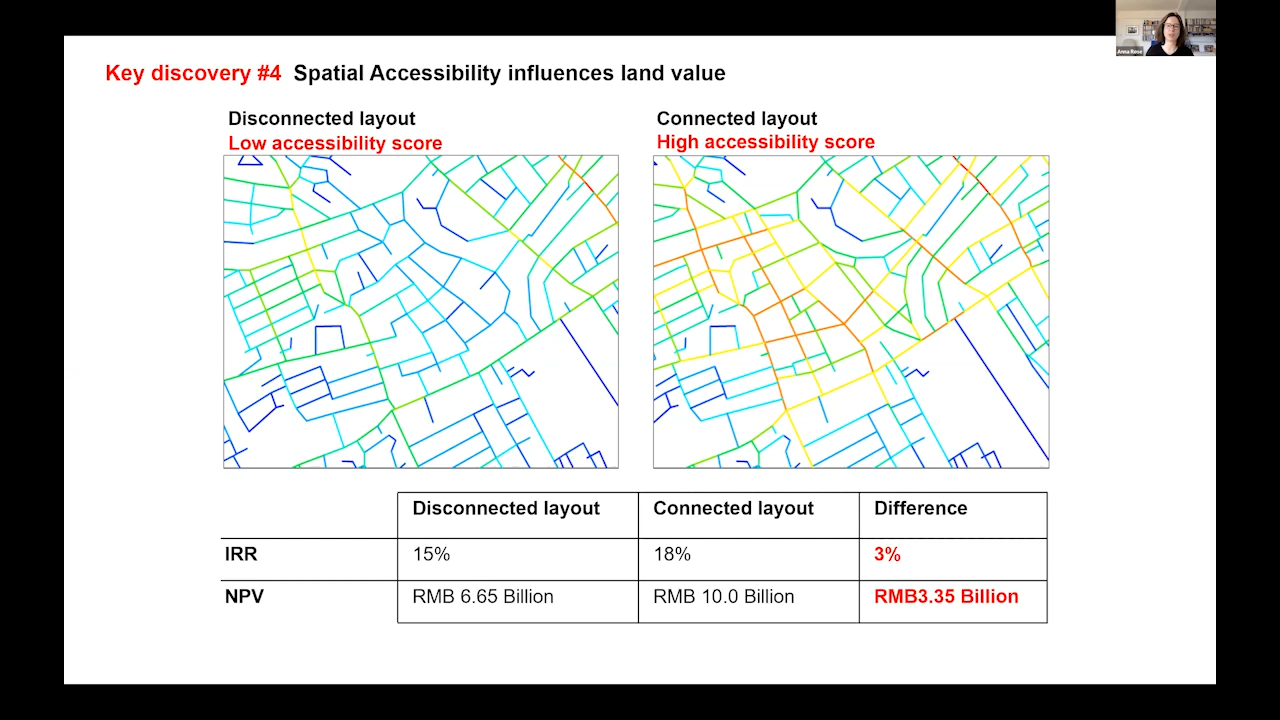 Anna Rose
Key discovery #4 Spatial Accessibility influences land value
Disconnected layout
Low accessibility score
Connected layout
High accessibility score
Disconnected layout Connected layout Difference
IRR 15% 18% 3%
NPV RMB 6.65 Billion RMB 10.0 Billion RMB3.35 Billion